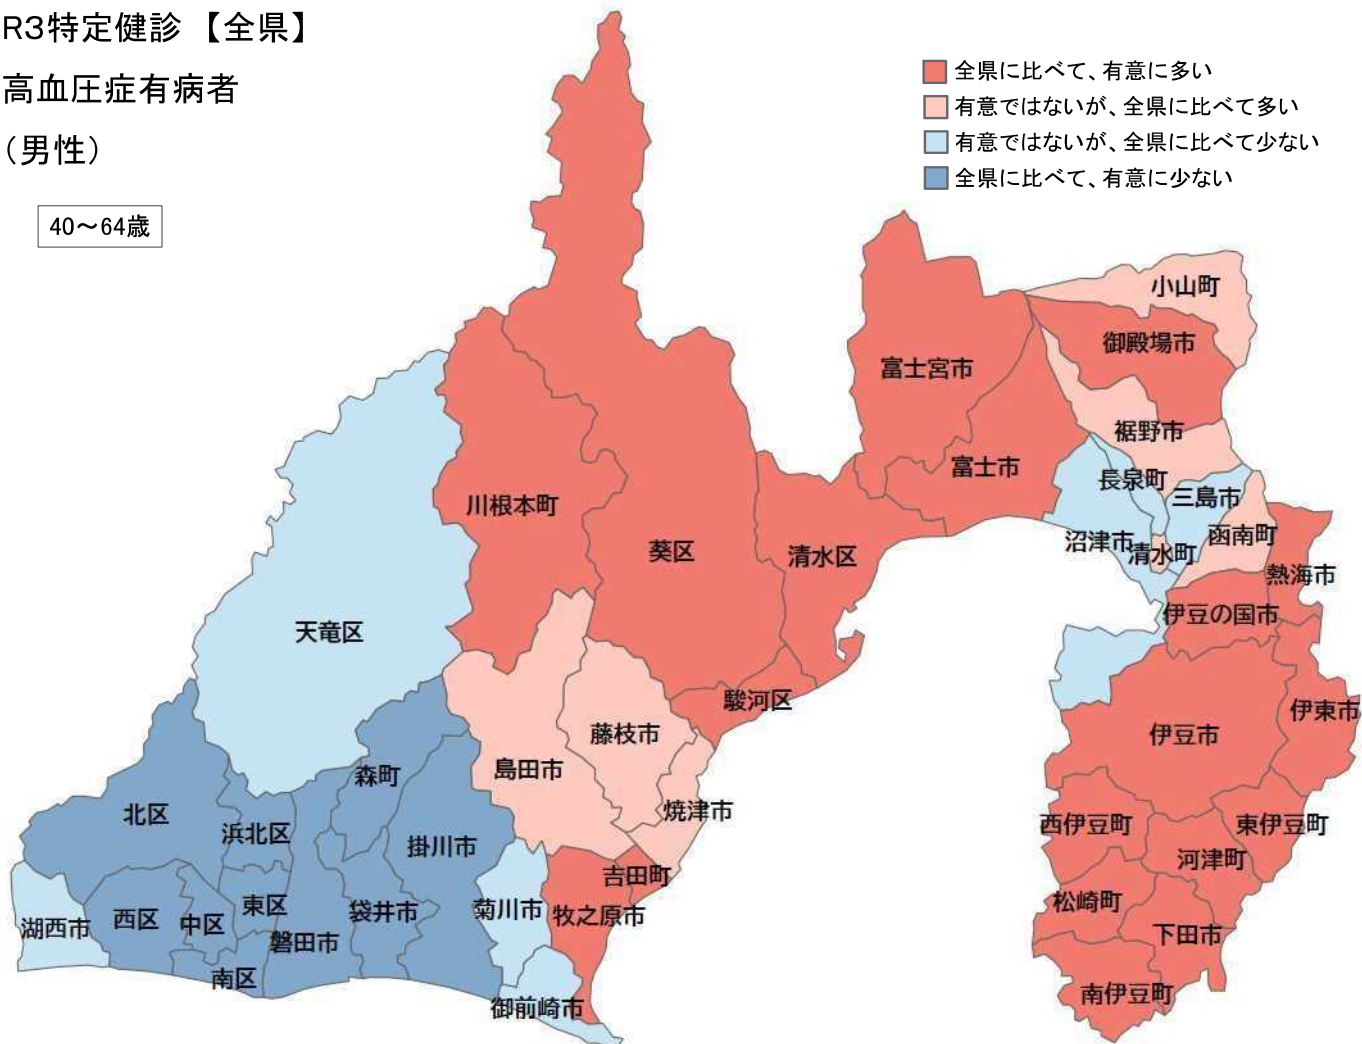 R3特定健診 【全県】
高血圧症有病者
（男性）
40～64歳
全県に比べて、有意に多い
有意ではないが、全県に比べて多い
有意ではないが、全県に比べて少ない
全県に比べて、有意に少ない
小山町
御殿場市
富士宮市
裾野市
富士市
長泉町
三島市
川根本町
函南町
沼津市
清水町
葵区
清水区
熱海市
伊豆の国市
天竜区
駿河区
伊東市
藤枝市
伊豆市
島田市
森町
焼津市
北区
浜北区
西伊豆町
東伊豆町
掛川市
河津町
吉田町
松崎町
東区
袋井市
菊川市
牧之原市
西区
中区
湖西市
磐田市
下田市
南区
南伊豆町
御前崎市